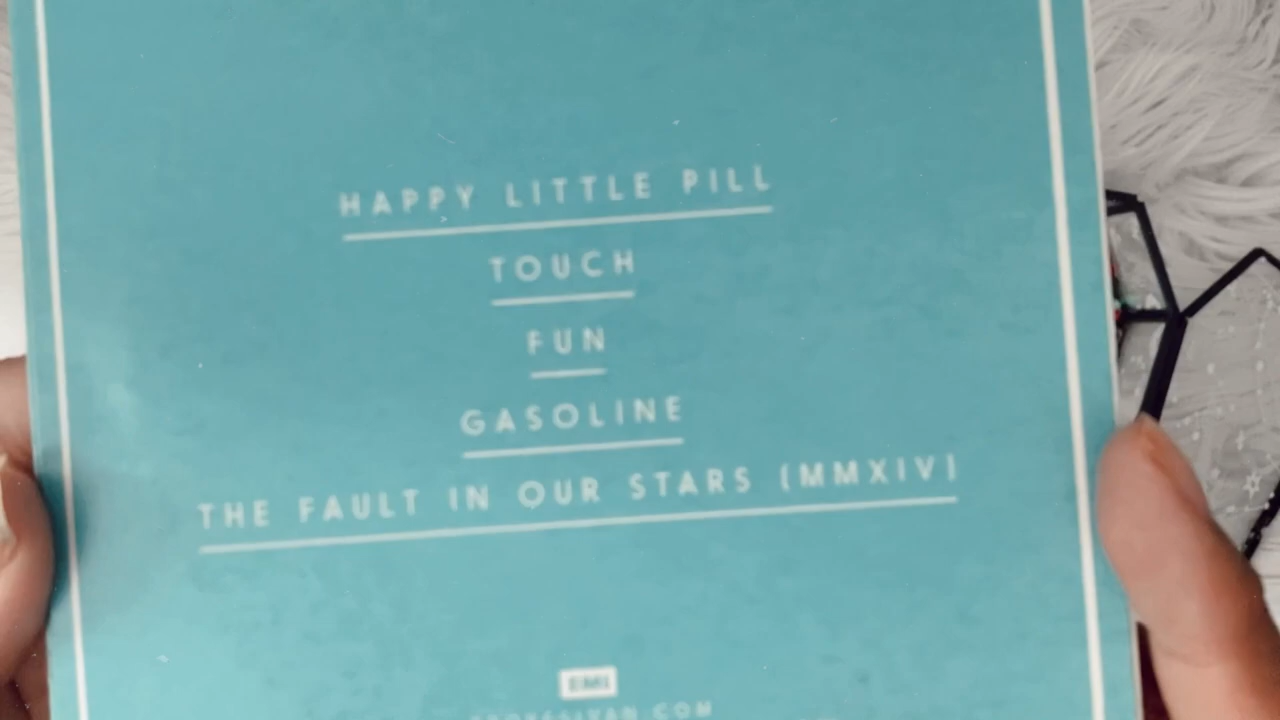 HAPPY LITTLE PILL
TOUCH
FUN
GASOLINE
THE FAULT IN OUR STARS (MMXIV)
EMI